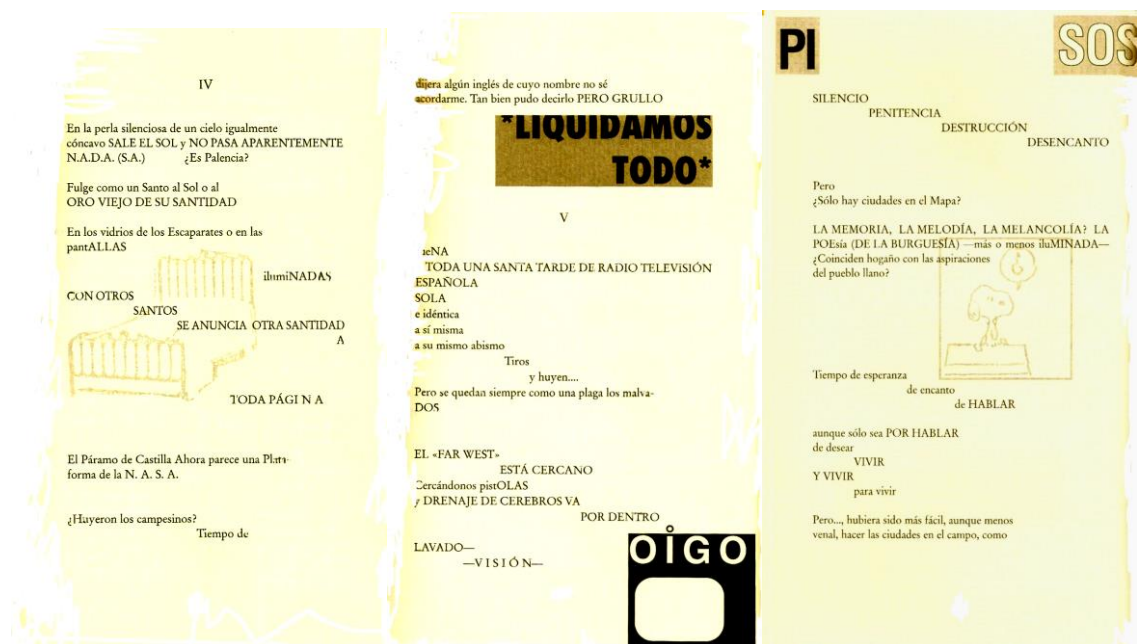 IV
En la perla silenciosa de un cielo igualmente
cóncavo SALE EL SOL y NO PASA APARENTEMENTE
N.A.D.A. (S.A.) ¿Es Palencia?
Fulge como un Santo al Sol o al
ORO VIEJO DE SU SANTIDAD
En los vidrios de los Escaparates o en las
pantALLAS
ilumiNADAS
CON OTROS
SANTOS
SE ANUNCIA OTRA SANTIDAD
A
TODA PÁGI N A
El Páramo de Castilla Ahora parece una Plata-
forma de la N. A. S. A.
¿Huyeron los campesinos?
Tiempo de
dijera algún inglés de cuyo nombre no sé
acordarme. Tan bien pudo decirlo PERO GRULLO
*LIQUIDAMOS
TODO*
V
ueNA
TODA UNA SANTA TARDE DE RADIO TELEVISIÓN
ESPAÑOLA
SOLA
e idéntica
a sí misma
a su mismo abismo
Tiros
y huyen....
Pero se quedan siempre como una plaga los malva-
DOS
EL «FAR WEST»
ESTÁ CERCANO
Cercándonos pistOLAS
y DRENAJE DE CEREBROS VA
POR DENTRO
LAVADO—
—V I S I Ó N—
OIGO
PI
SOS
SILENCIO
PENITENCIA
DESTRUCCIÓN
DESENCANTO
Pero
¿Sólo hay ciudades en el Mapa?
LA MEMORIA, LA MELODÍA, LA MELANCOLÍA? LA
POEsía (DE LA BURGUESÍA) —más o menos iluMINADA—
¿Coinciden hogaño con las aspiraciones
del pueblo llano?
Tiempo de esperanza
de encanto
de HABLAR
aunque sólo sea POR HABLAR
de desear
VIVIR
Y VIVIR
para vivir
Pero..., hubiera sido más fácil, aunque menos
venal, hacer las ciudades en el campo, como